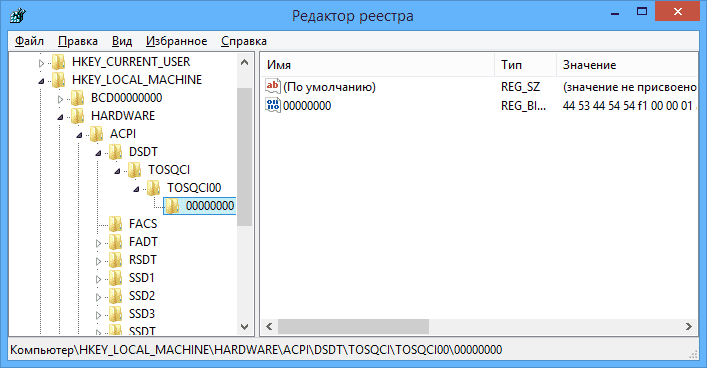 Редактор реестра
Файл Правка Вид Избранное Справка
HKEY_CURRENT_USER
HKEY_LOCAL_MACHINE
BCD00000000
HARDWARE
ACPI
DSDT
TOSQCI
TOSQCI00
00000000
FACS
FADT
RSDT
SSD1
SSD2
SSD3
SSDT
Имя Тип Значение
(По умолчанию) REG_SZ (значение не присвоено
00000000 REG_BI... 44 53 44 54 54 f1 00 00 01
Компьютер\HKEY_LOCAL_MACHINE\HARDWARE\ACPI\DSDT\TOSQCI\TOSQCI00\00000000